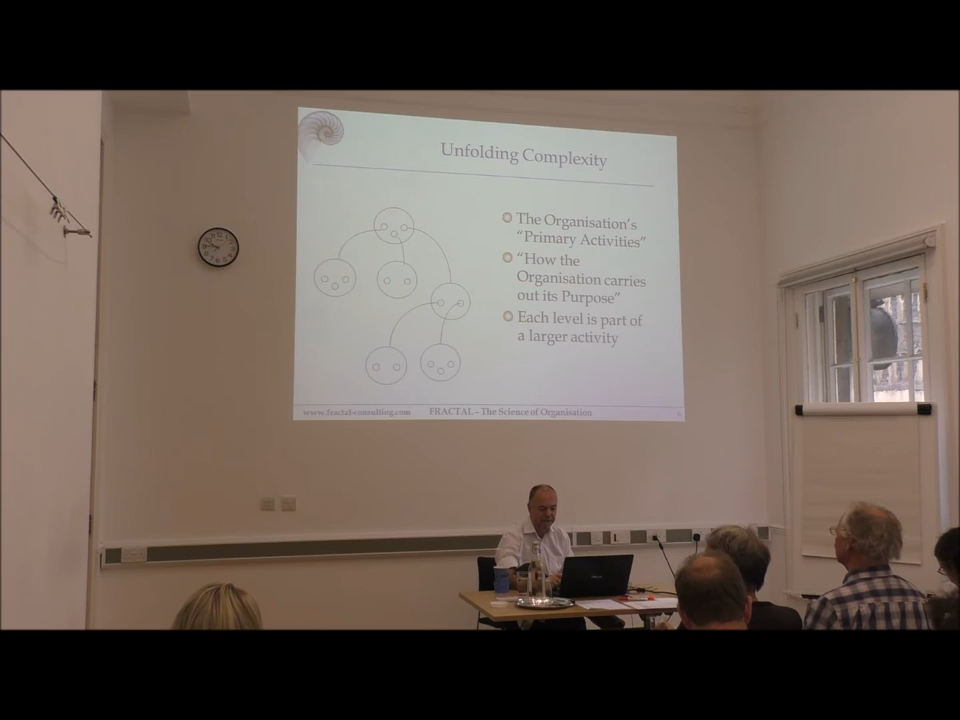 Unfolding Complexity
The Organisation's
"Primary Activities"
"How the
Organisation carries
out its Purpose"
Each level is part of
a larger activity
www.fractal-consulting.com FRACTAL – The Science of Organisation